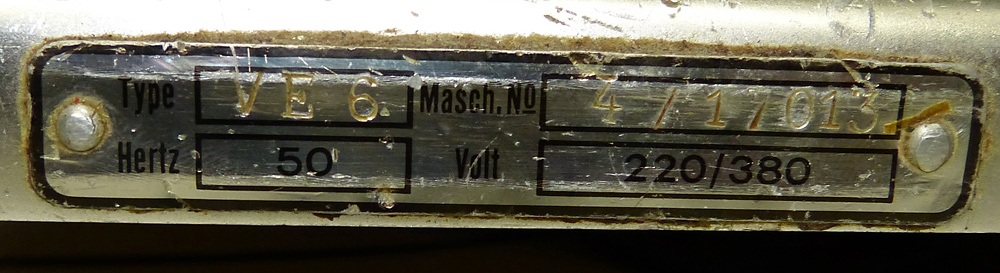 Type VE 6 Masch. No 4/1/013
Hertz 50 Volt 220/380